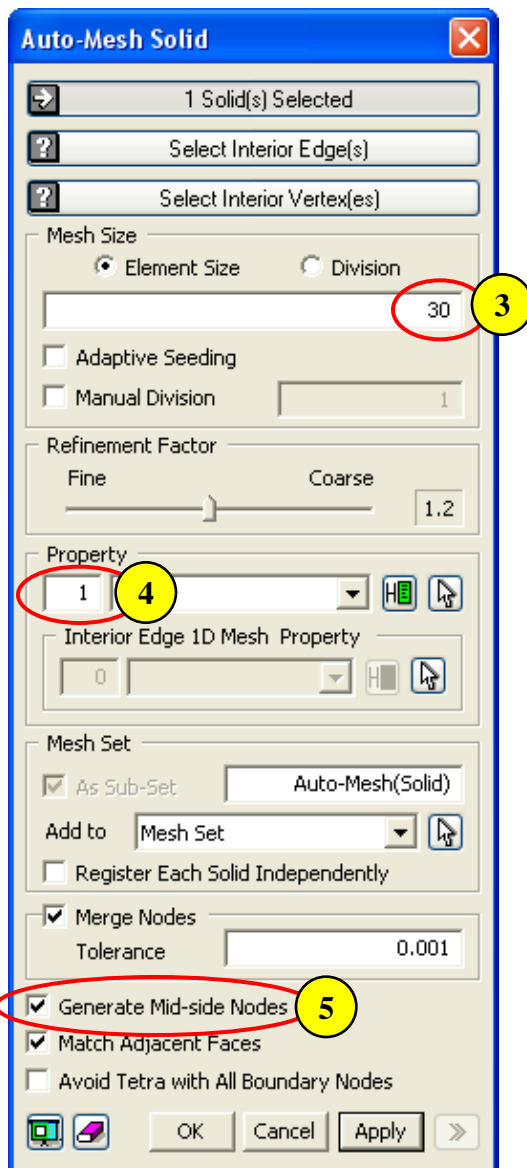 Auto-Mesh Solid
1 Solid(s) Selected
? Select Interior Edge(s)
? Select Interior Vertex(es)
Mesh Size
Element Size Division
30 3
Adaptive Seeding
Manual Division 1
Refinement Factor
Fine Coarse
1.2
Property
1 4
Interior Edge 1D Mesh Property
0
Mesh Set
As Sub-Set Auto-Mesh(Solid)
Add to Mesh Set
Register Each Solid Independently
Merge Nodes
Tolerance 0.001
Generate Mid-side Nodes 5
Match Adjacent Faces
Avoid Tetra with All Boundary Nodes
OK Cancel Apply >>